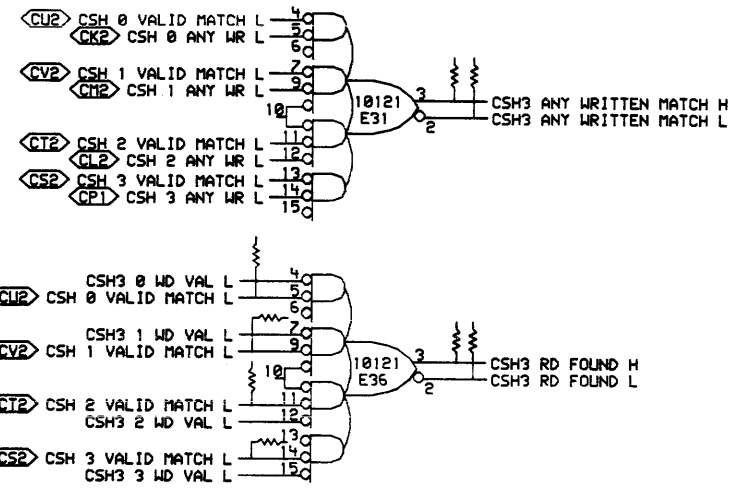 CU2 CSH 0 VALID MATCH L 4
CK2 CSH 0 ANY WR L 5
6
CV2 CSH 1 VALID MATCH L 7
CM2 CSH 1 ANY WR L 9
10
CT2 CSH 2 VALID MATCH L 11
CL2 CSH 2 ANY WR L 12
CS2 CSH 3 VALID MATCH L 13
CP1 CSH 3 ANY WR L 14
15
10121
E31
3 CSH3 ANY WRITTEN MATCH H
2 CSH3 ANY WRITTEN MATCH L
CSH3 0 WD VAL L 4
CU2 CSH 0 VALID MATCH L 5
6
CSH3 1 WD VAL L 7
CV2 CSH 1 VALID MATCH L 9
10
CT2 CSH 2 VALID MATCH L 11
CSH3 2 WD VAL L 12
13
CS2 CSH 3 VALID MATCH L 14
CSH3 3 WD VAL L 15
10121
E36
3 CSH3 RD FOUND H
2 CSH3 RD FOUND L